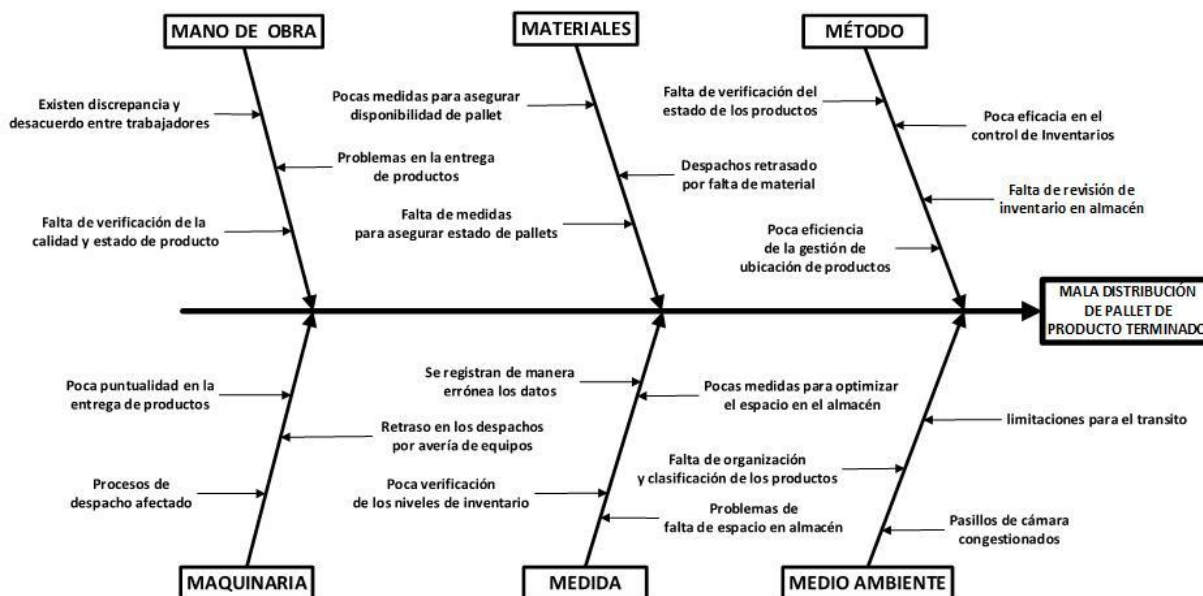 MANO DE OBRA
MATERIALES
MÉTODO
Existen discrepancia y
desacuerdo entre trabajadores
Problemas en la entrega
de productos
Falta de verificación de la
calidad y estado de producto
Pocas medidas para asegurar
disponibilidad de pallet
Despachos retrasado
por falta de material
Falta de medidas
para asegurar estado de pallets
Falta de verificación del
estado de los productos
Poca eficacia en el
control de Inventarios
Falta de revisión de
inventario en almacén
Poca eficiencia
de la gestión de
ubicación de productos
MALA DISTRIBUCIÓN
DE PALLET DE
PRODUCTO TERMINADO
Poca puntualidad en la
entrega de productos
Retraso en los despachos
por avería de equipos
Procesos de
despacho afectado
Se registran de manera
errónea los datos
Pocas medidas para optimizar
el espacio en el almacén
Poca verificación
de los niveles de inventario
Problemas de
falta de espacio en almacén
limitaciones para el transito
Falta de organización
y clasificación de los productos
Pasillos de cámara
congestionados
MAQUINARIA
MEDIDA
MEDIO AMBIENTE